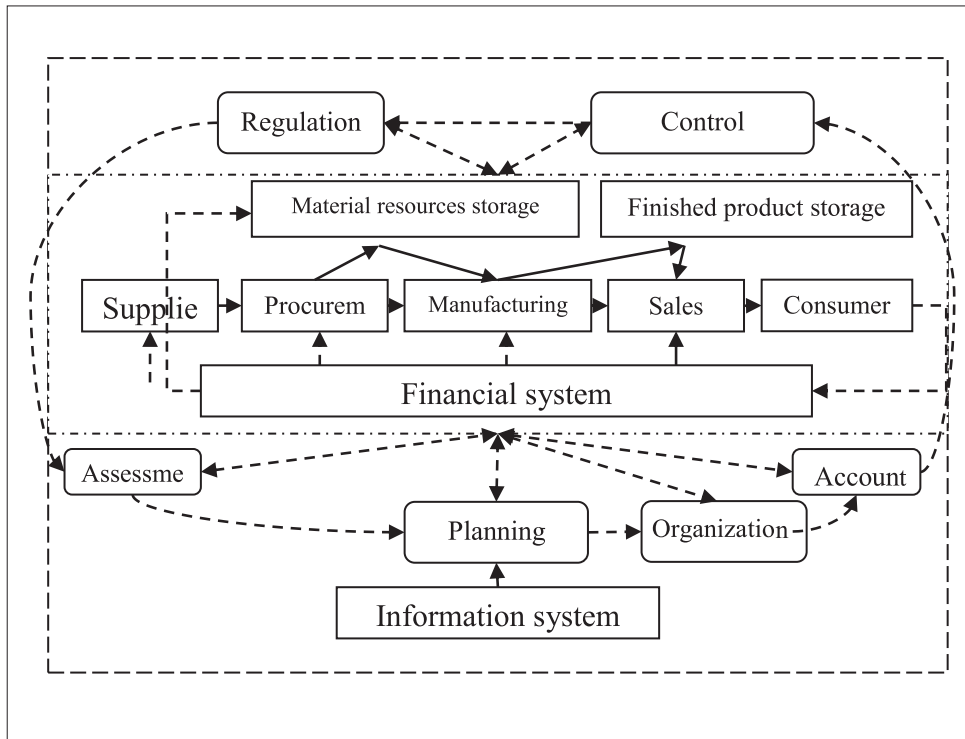 Regulation
Control
Material resources storage
Finished product storage
Supplie
Procurem
Manufacturing
Sales
Consumer
Financial system
Assessme
Account
Planning
Organization
Information system